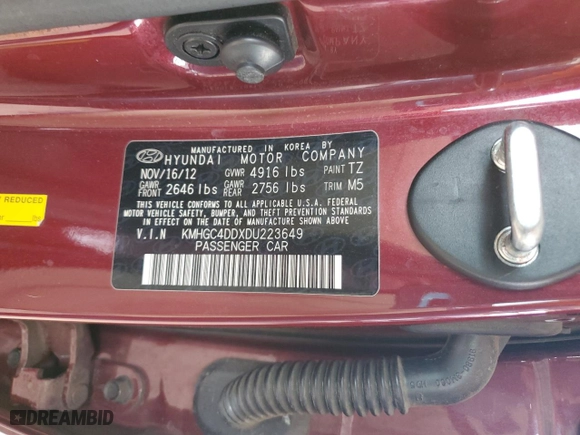 MANUFACTURED IN KOREA BY
HYUNDAI MOTOR COMPANY
NOV/16/12 GVWR 4916 lbs PAINT TZ
GAWR FRONT 2646 lbs GAWR REAR 2756 lbs TRIM M5
THIS VEHICLE CONFORMS TO ALL APPLICABLE U.S. FEDERAL
MOTOR VEHICLE SAFETY, BUMPER, AND THEFT PREVENTION
STANDARDS IN EFFECT ON THE DATE OF MANUFACTURE SHOWN ABOVE
V.I.N KMHGC4DDXDU223649
PASSENGER CAR
T REDUCED
DREAMBID